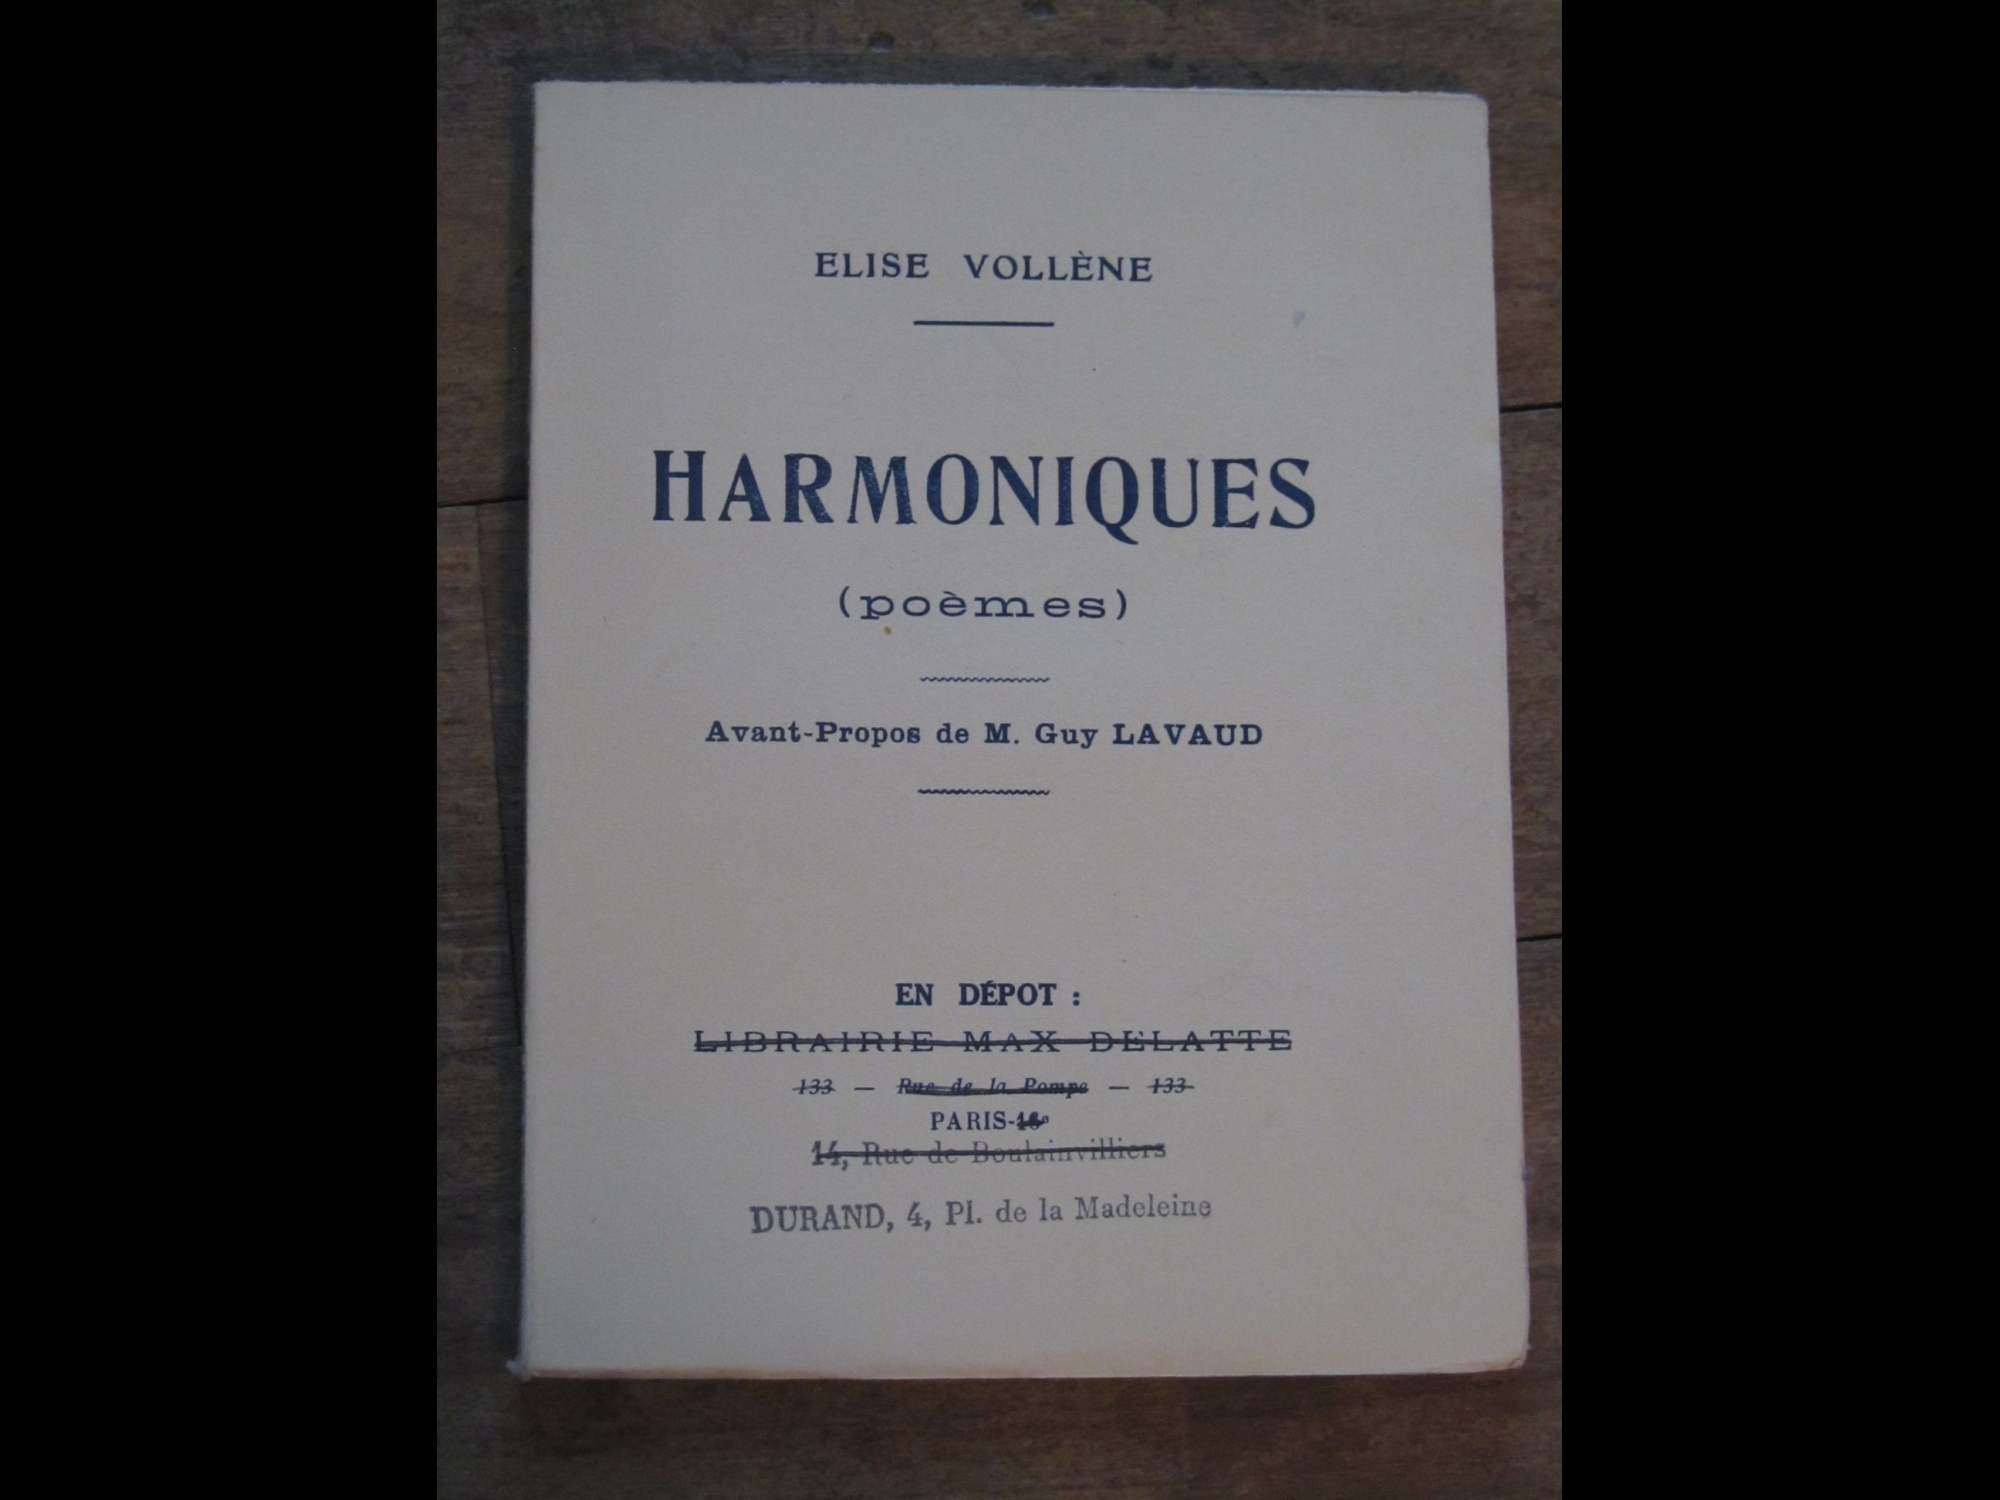 ELISE VOLLÈNE
HARMONIQUES
(poèmes)
Avant-Propos de M. Guy LAVAUD
EN DÉPOT :
LIBRAIRIE MAX DELATTE
133 — Rue de la Pompe — 133
PARIS-16e
14, Rue de Boulainvilliers
DURAND, 4, Pl. de la Madeleine